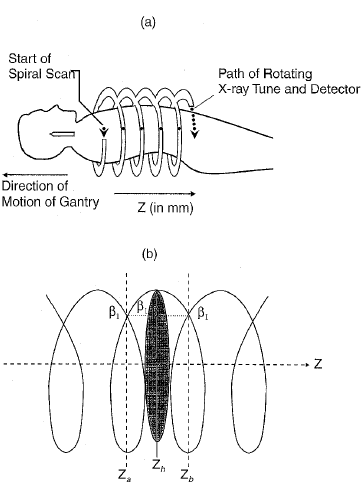 (a)
Start of
Spiral Scan
Path of Rotating
X-ray Tune and Detector
Direction of
Motion of Gantry
Z (in mm)
(b)
β₁ β₁ β₁
Z
Zₐ Zₕ Z_b